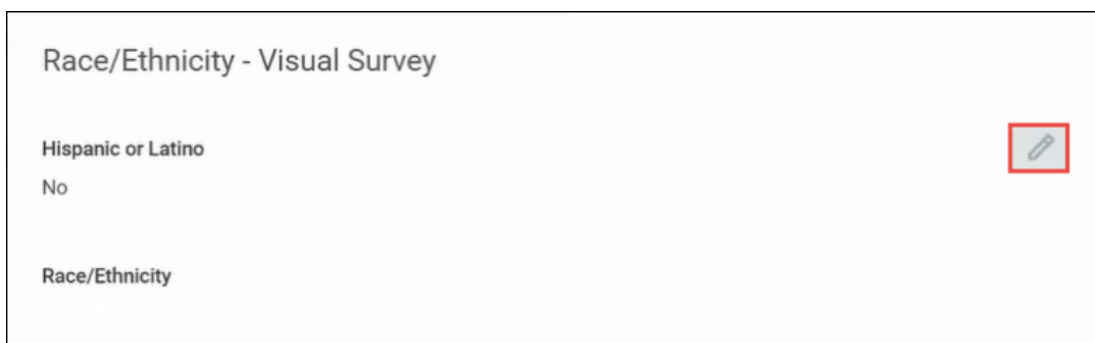 Race/Ethnicity - Visual Survey
Hispanic or Latino
No
Race/Ethnicity